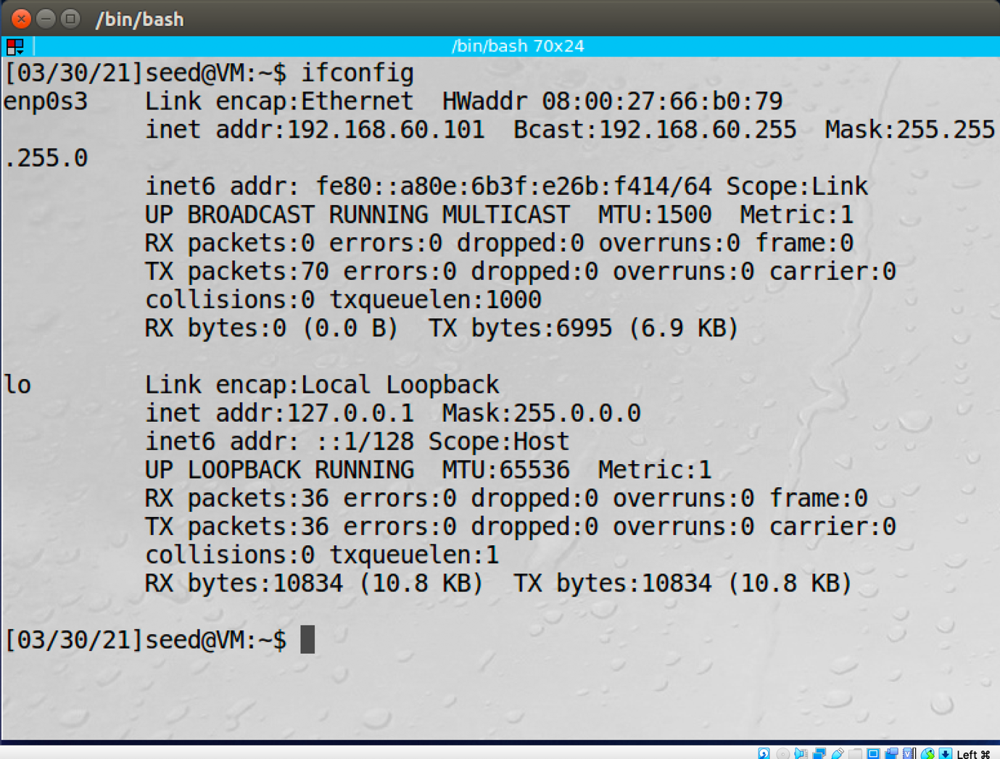 /bin/bash
/bin/bash 70x24
[03/30/21]seed@VM:~$ ifconfig
enp0s3    Link encap:Ethernet  HWaddr 08:00:27:66:b0:79
          inet addr:192.168.60.101  Bcast:192.168.60.255  Mask:255.255
.255.0
          inet6 addr: fe80::a80e:6b3f:e26b:f414/64 Scope:Link
          UP BROADCAST RUNNING MULTICAST  MTU:1500  Metric:1
          RX packets:0 errors:0 dropped:0 overruns:0 frame:0
          TX packets:70 errors:0 dropped:0 overruns:0 carrier:0
          collisions:0 txqueuelen:1000
          RX bytes:0 (0.0 B)  TX bytes:6995 (6.9 KB)

lo        Link encap:Local Loopback
          inet addr:127.0.0.1  Mask:255.0.0.0
          inet6 addr: ::1/128 Scope:Host
          UP LOOPBACK RUNNING  MTU:65536  Metric:1
          RX packets:36 errors:0 dropped:0 overruns:0 frame:0
          TX packets:36 errors:0 dropped:0 overruns:0 carrier:0
          collisions:0 txqueuelen:1
          RX bytes:10834 (10.8 KB)  TX bytes:10834 (10.8 KB)

[03/30/21]seed@VM:~$
Left ⌘